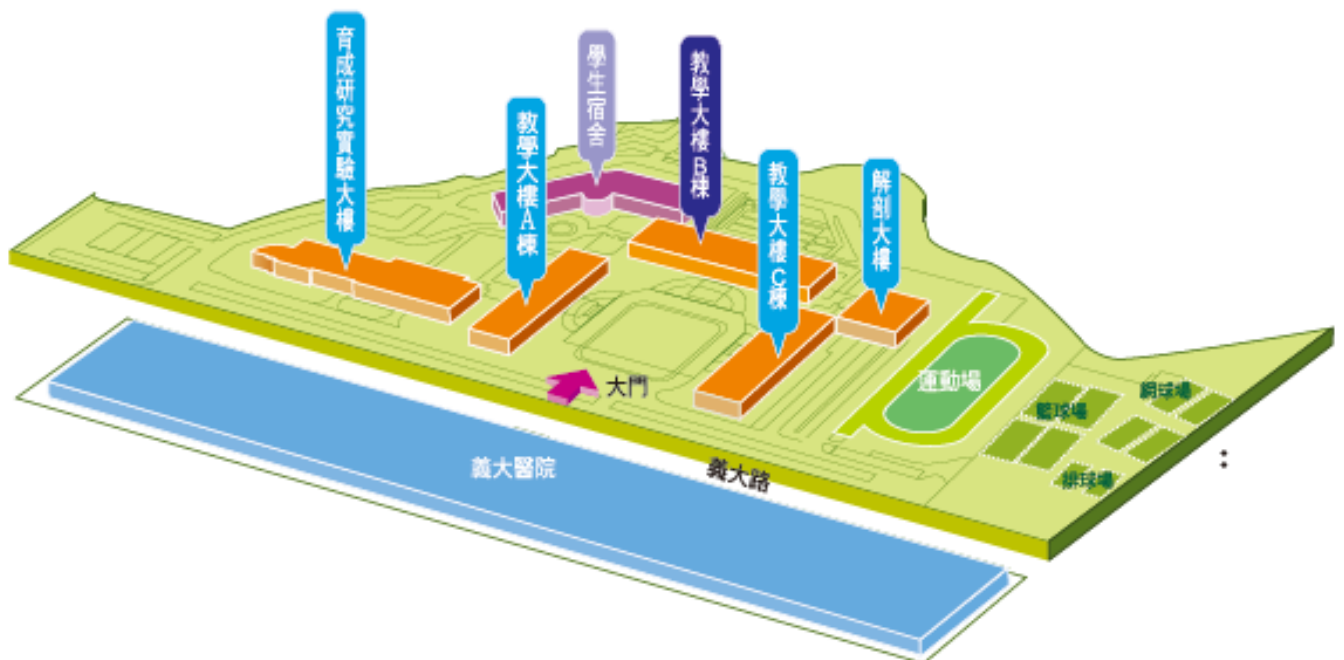 育成研究實驗大樓
學生宿舍
教學大樓B棟
教學大樓A棟
教學大樓C棟
解剖大樓
大門
運動場
籃球場
網球場
排球場
義大醫院
義大路
: